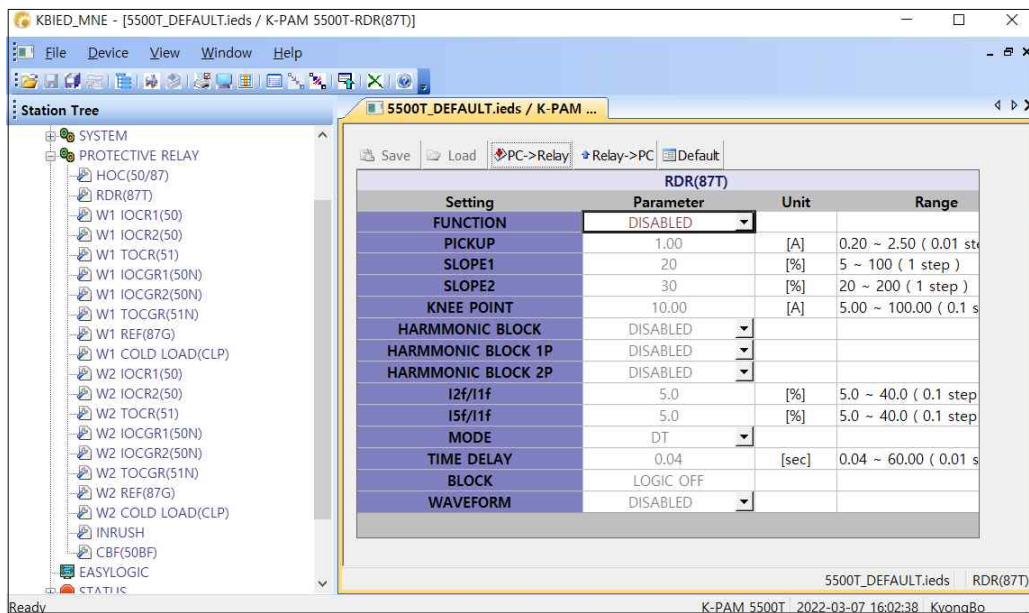 KBIED_MNE - [5500T_DEFAULT.ieds / K-PAM 5500T-RDR(87T)]
File Device View Window Help
Station Tree
SYSTEM
PROTECTIVE RELAY
HOC(50/87)
RDR(87T)
W1 IOCR1(50)
W1 IOCR2(50)
W1 TOCR(51)
W1 IOCGR1(50N)
W1 IOCGR2(50N)
W1 TOCGR(51N)
W1 REF(87G)
W1 COLD LOAD(CLP)
W2 IOCR1(50)
W2 IOCR2(50)
W2 TOCR(51)
W2 IOCGR1(50N)
W2 IOCGR2(50N)
W2 TOCGR(51N)
W2 REF(87G)
W2 COLD LOAD(CLP)
INRUSH
CBF(50BF)
EASYLOGIC
STATUS
5500T_DEFAULT.ieds / K-PAM ...
Save Load PC->Relay Relay->PC Default
RDR(87T)
Setting Parameter Unit Range
FUNCTION DISABLED
PICKUP 1.00 [A] 0.20 ~ 2.50 ( 0.01 ste
SLOPE1 20 [%] 5 ~ 100 ( 1 step )
SLOPE2 30 [%] 20 ~ 200 ( 1 step )
KNEE POINT 10.00 [A] 5.00 ~ 100.00 ( 0.1 s
HARMMONIC BLOCK DISABLED
HARMMONIC BLOCK 1P DISABLED
HARMMONIC BLOCK 2P DISABLED
I2f/I1f 5.0 [%] 5.0 ~ 40.0 ( 0.1 step
I5f/I1f 5.0 [%] 5.0 ~ 40.0 ( 0.1 step
MODE DT
TIME DELAY 0.04 [sec] 0.04 ~ 60.00 ( 0.01 s
BLOCK LOGIC OFF
WAVEFORM DISABLED
5500T_DEFAULT.ieds RDR(87T)
Ready K-PAM 5500T 2022-03-07 16:02:38 KyongBo